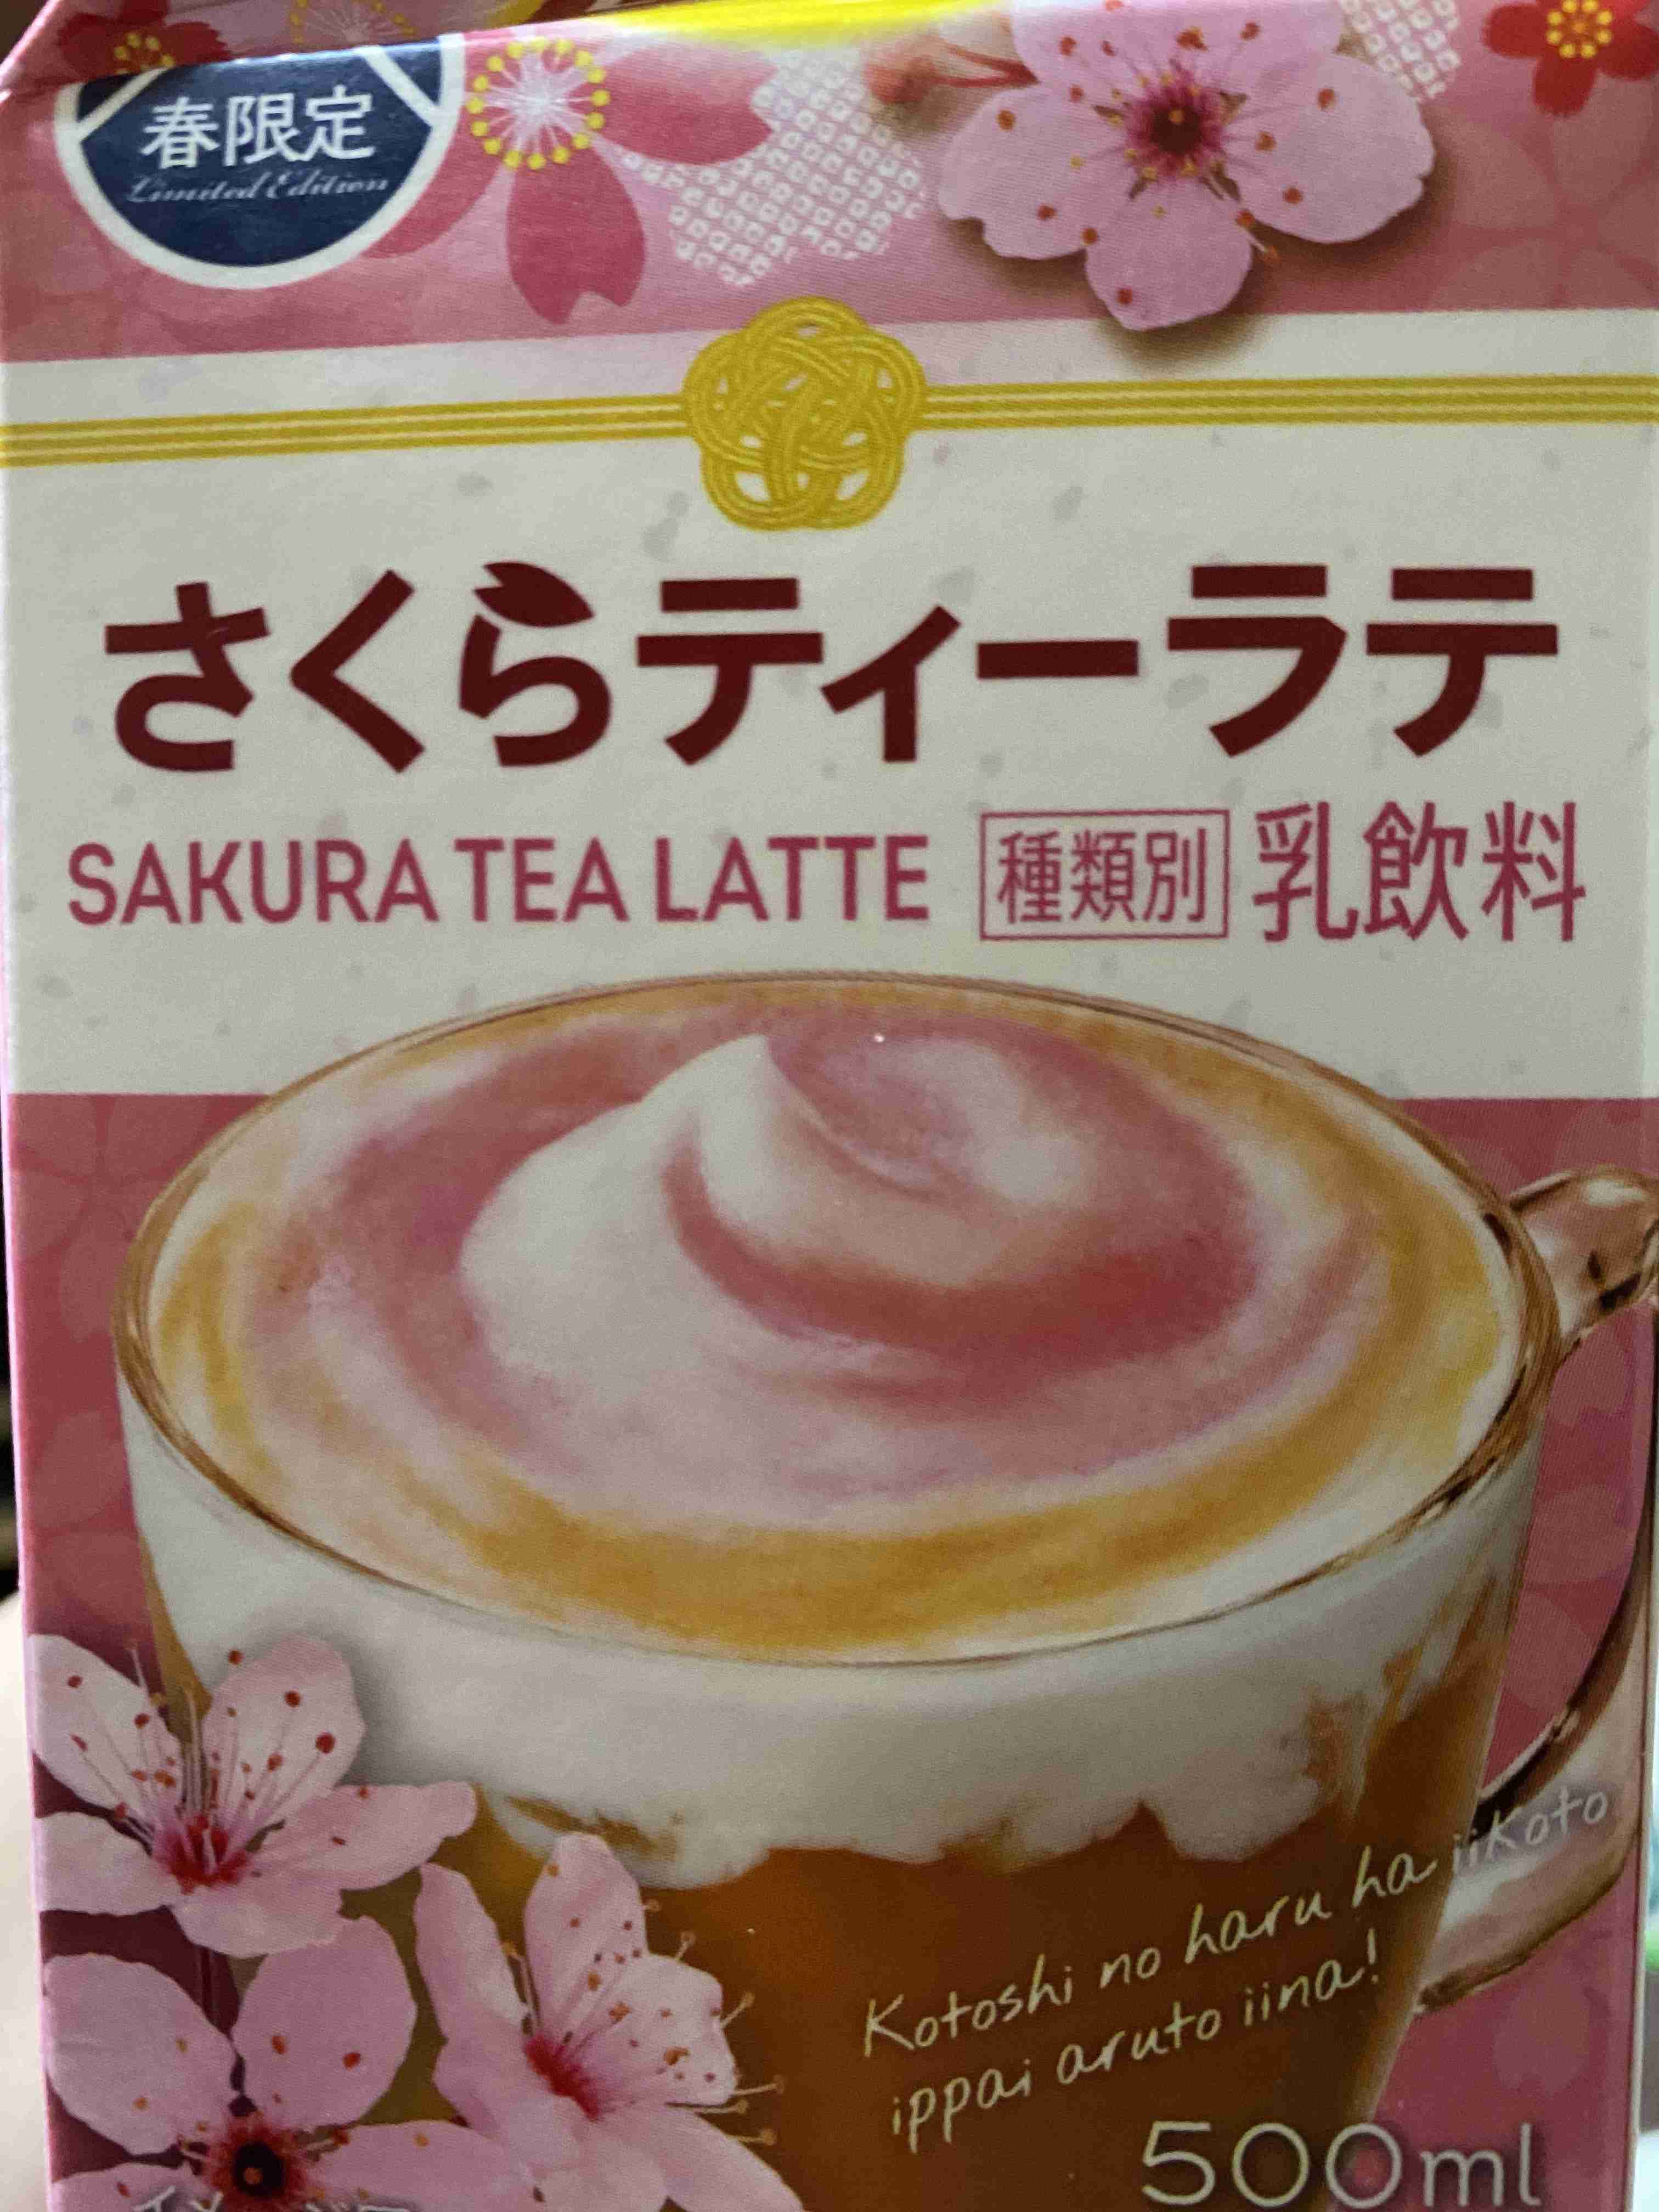 春限定
Limited Edition
さくらティーラテ
SAKURA TEA LATTE 種類別 乳飲料
Kotoshi no haru ha iikoto
ippai aruto iina!
500ml